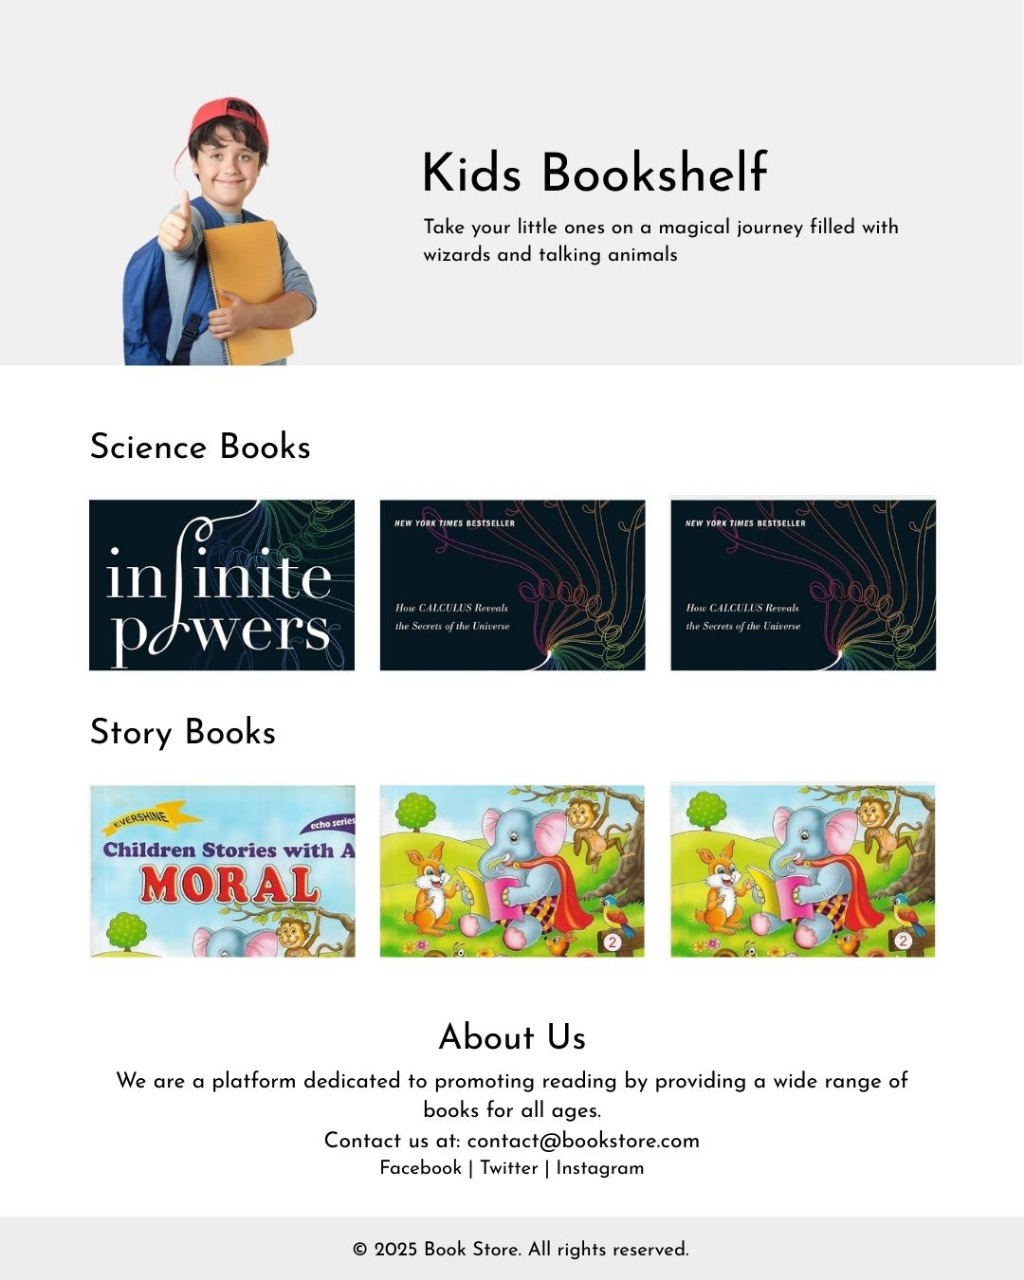 Kids Bookshelf
Take your little ones on a magical journey filled with
wizards and talking animals
Science Books
infinite
powers
NEW YORK TIMES BESTSELLER
How CALCULUS Reveals
the Secrets of the Universe
NEW YORK TIMES BESTSELLER
How CALCULUS Reveals
the Secrets of the Universe
Story Books
EVERSHINE
echo series
Children Stories with A
MORAL
2
2
About Us
We are a platform dedicated to promoting reading by providing a wide range of
books for all ages.
Contact us at: contact@bookstore.com
Facebook | Twitter | Instagram
© 2025 Book Store. All rights reserved.